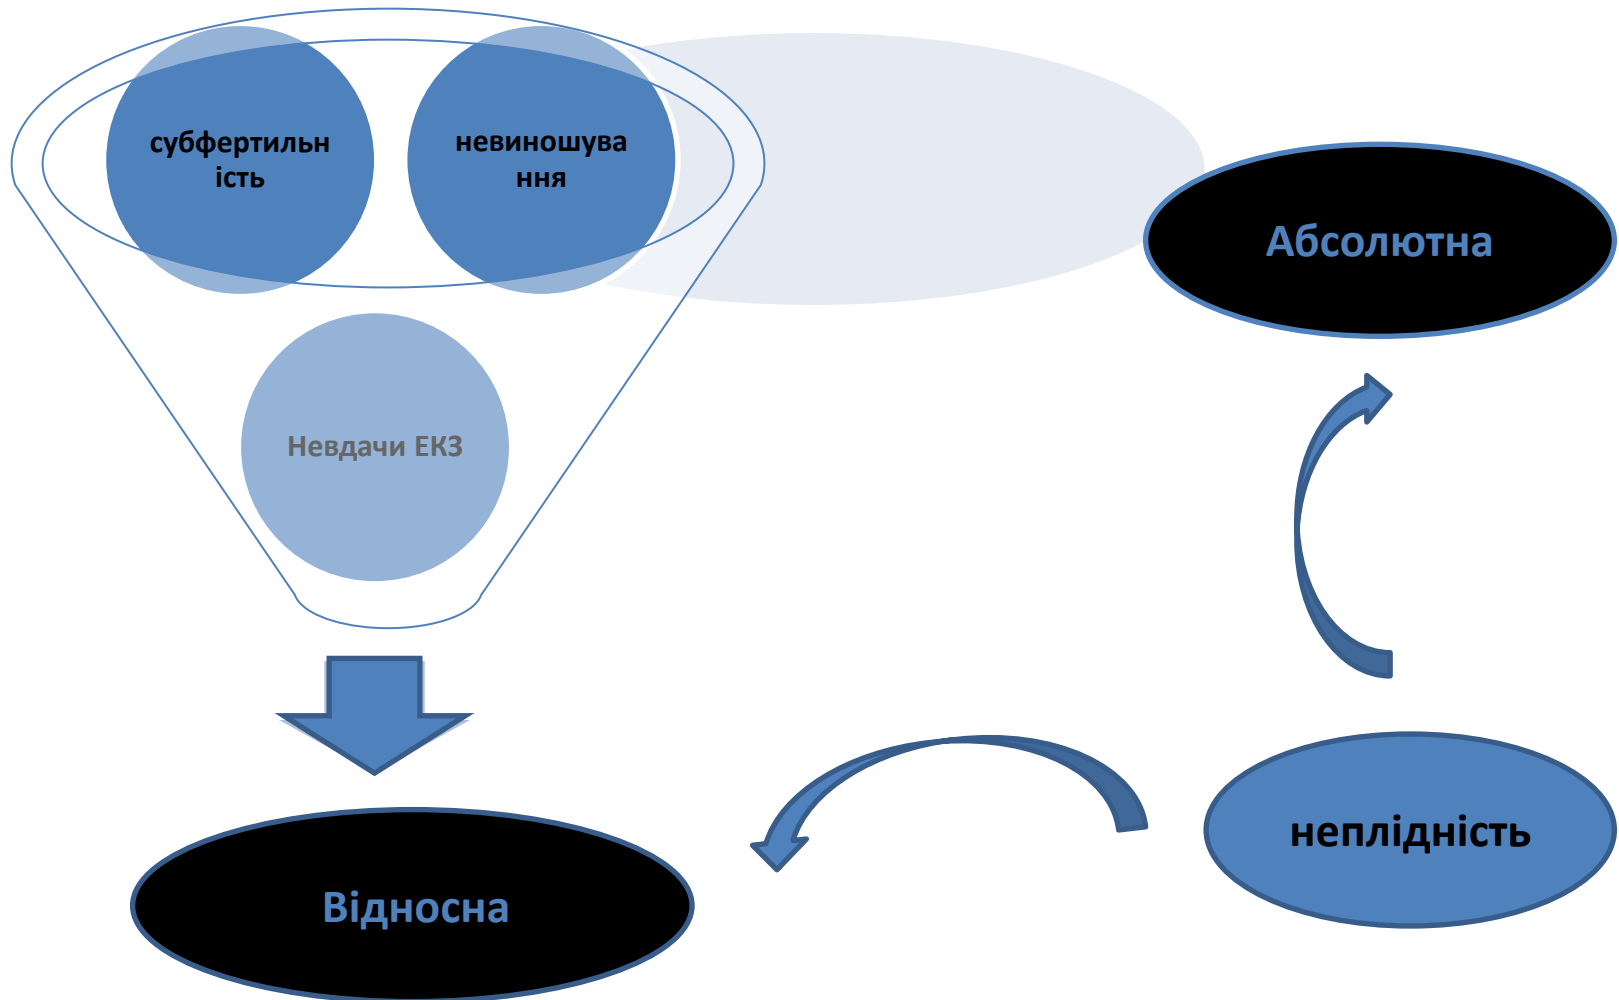 субфертильн
ість
невиношува
ння
Абсолютна
Невдачи ЕКЗ
неплідність
Відносна